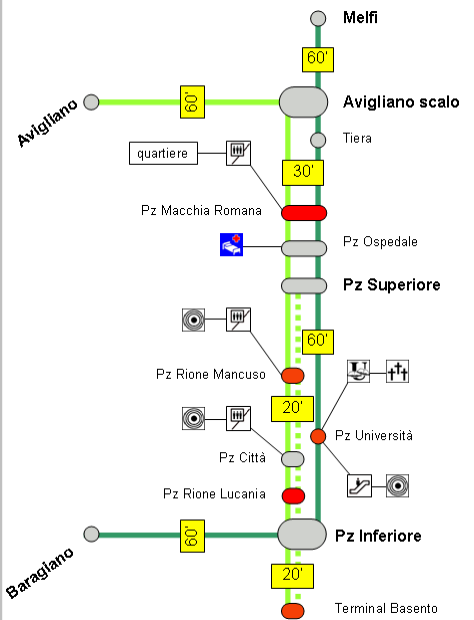 Melfi
60'
Avigliano scalo
60'
Avigliano
Tiera
quartiere
30'
Pz Macchia Romana
Pz Ospedale
Pz Superiore
60'
Pz Rione Mancuso
20'
Pz Università
Pz Città
Pz Rione Lucania
60'
Pz Inferiore
Baragiano
20'
Terminal Basento